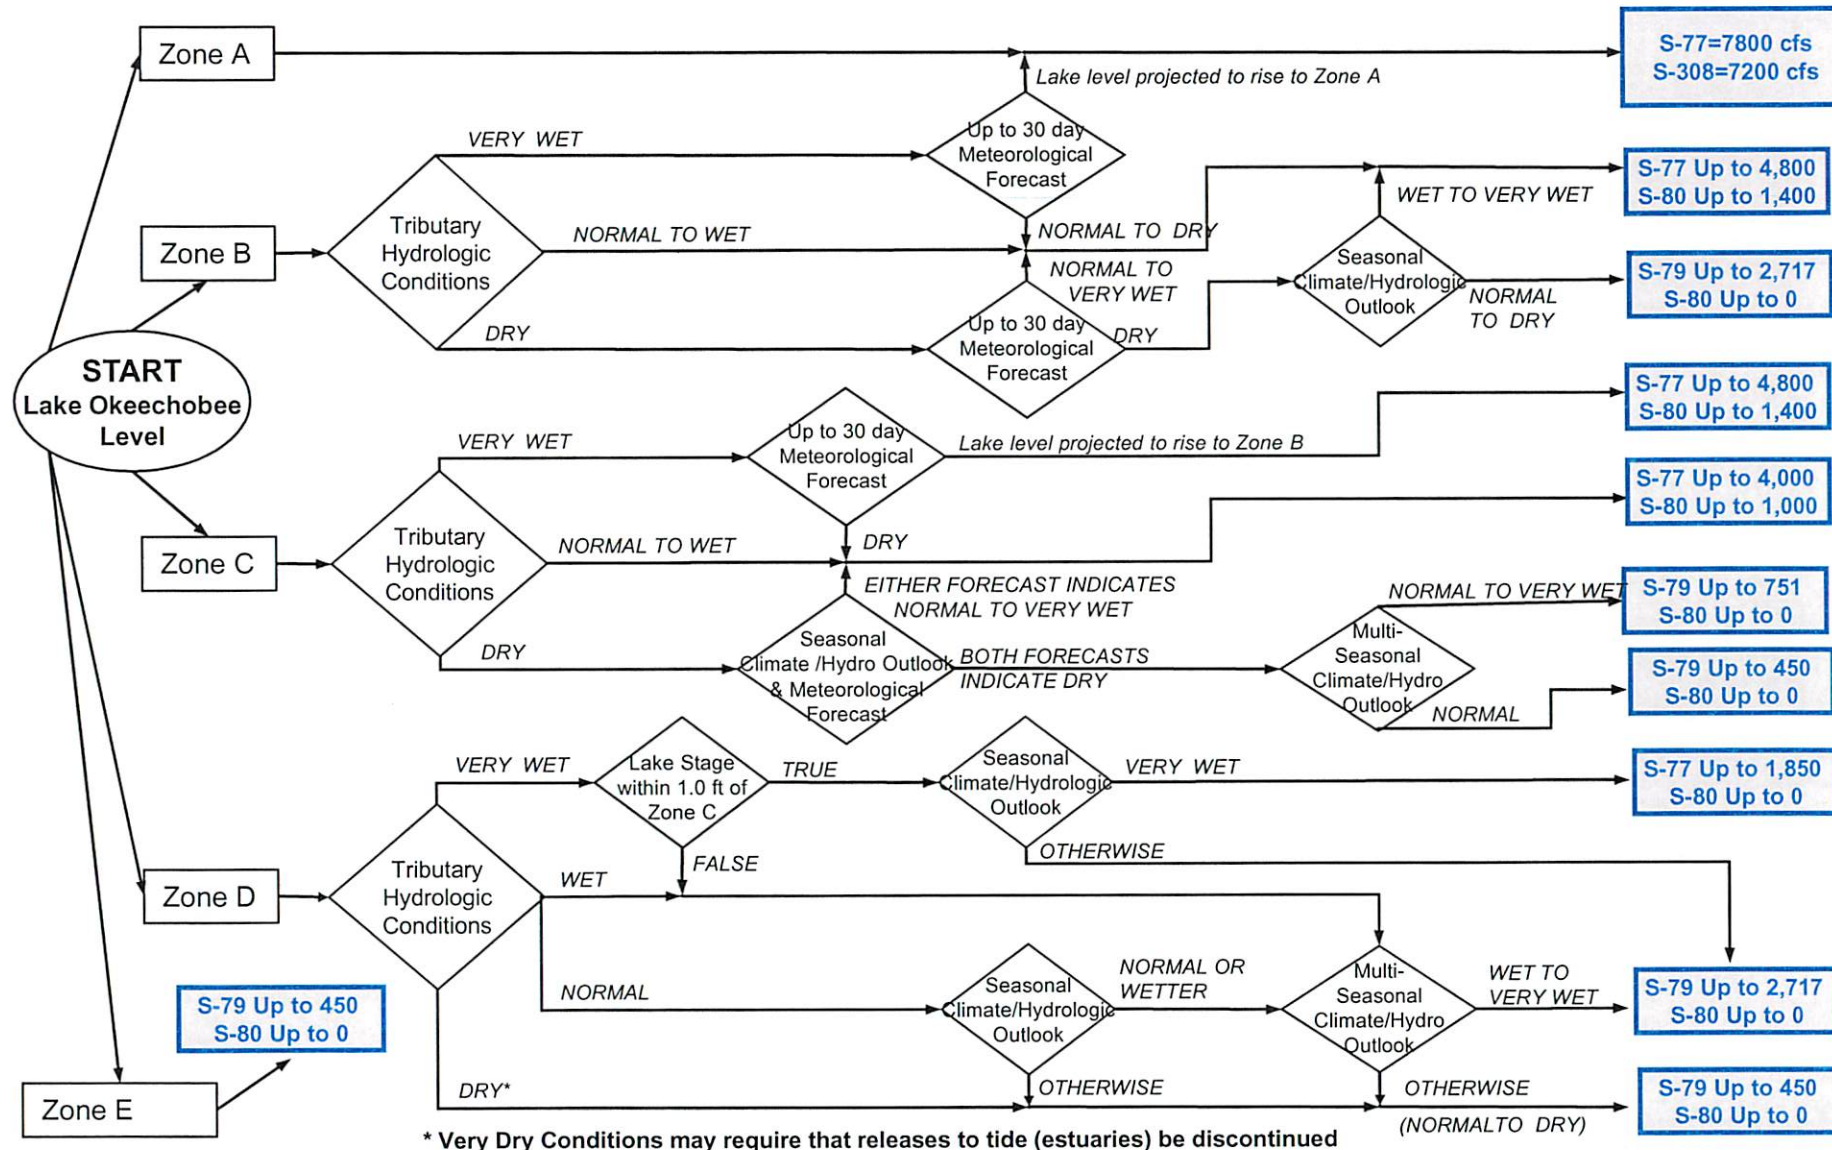 Zone A
S-77=7800 cfs
S-308=7200 cfs
Lake level projected to rise to Zone A
VERY WET
Up to 30 day
Meteorological
Forecast
S-77 Up to 4,800
S-80 Up to 1,400
WET TO VERY WET
Zone B
Tributary
Hydrologic
Conditions
NORMAL TO WET
NORMAL TO DRY
NORMAL TO
VERY WET
Seasonal
Climate/Hydrologic
Outlook
S-79 Up to 2,717
S-80 Up to 0
NORMAL
TO DRY
DRY
Up to 30 day
Meteorological
Forecast
DRY
START
Lake Okeechobee
Level
S-77 Up to 4,800
S-80 Up to 1,400
VERY WET
Up to 30 day
Meteorological
Forecast
Lake level projected to rise to Zone B
S-77 Up to 4,000
S-80 Up to 1,000
Zone C
Tributary
Hydrologic
Conditions
NORMAL TO WET
DRY
EITHER FORECAST INDICATES
NORMAL TO VERY WET
NORMAL TO VERY WET
S-79 Up to 751
S-80 Up to 0
DRY
Seasonal
Climate /Hydro Outlook
& Meteorological
Forecast
BOTH FORECASTS
INDICATE DRY
Multi-
Seasonal
Climate/Hydro
Outlook
S-79 Up to 450
S-80 Up to 0
NORMAL
VERY WET
Lake Stage
within 1.0 ft of
Zone C
TRUE
Seasonal
Climate/Hydrologic
Outlook
VERY WET
S-77 Up to 1,850
S-80 Up to 0
FALSE
OTHERWISE
Zone D
Tributary
Hydrologic
Conditions
WET
NORMAL
Seasonal
Climate/Hydrologic
Outlook
NORMAL OR
WETTER
Multi-
Seasonal
Climate/Hydro
Outlook
WET TO
VERY WET
S-79 Up to 2,717
S-80 Up to 0
S-79 Up to 450
S-80 Up to 0
Zone E
DRY*
OTHERWISE
OTHERWISE
(NORMALTO DRY)
S-79 Up to 450
S-80 Up to 0
* Very Dry Conditions may require that releases to tide (estuaries) be discontinued